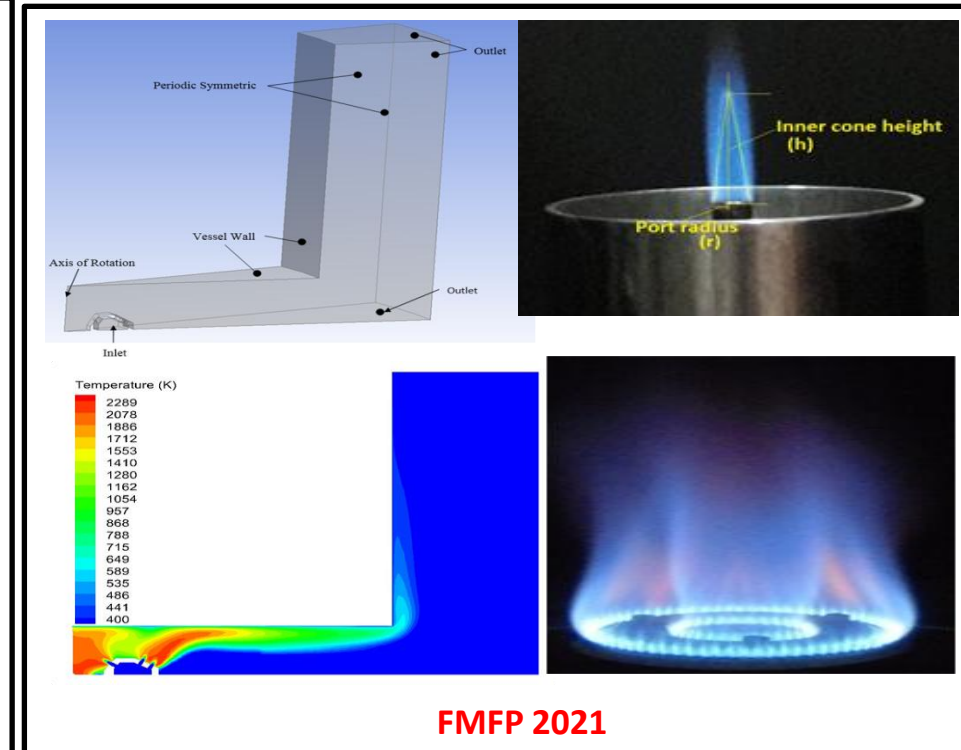 Outlet
Periodic Symmetric
Vessel Wall
Axis of Rotation
Outlet
Inlet
Inner cone height
(h)
Port radius
(r)
Temperature (K)
2289
2078
1886
1712
1553
1410
1280
1162
1054
957
868
788
715
649
589
535
486
441
400
FMFP 2021